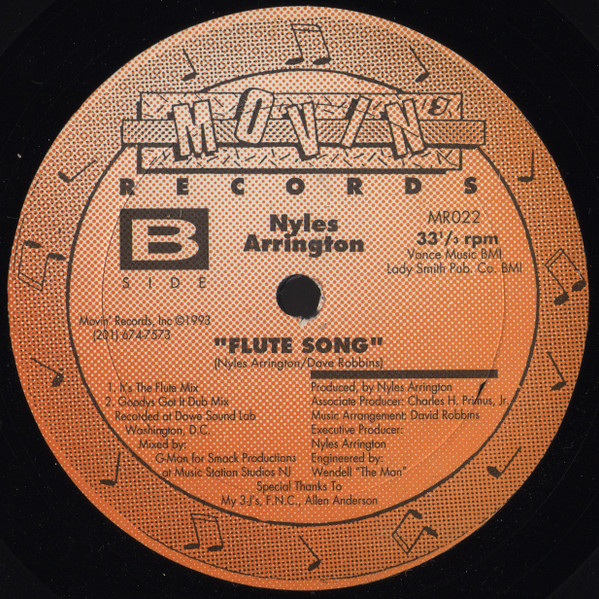 MOVIN'
RECORDS
B
SIDE
Nyles
Arrington
MR022
33 1/3 rpm
Vance Music BMI
Lady Smith Pub. Co. BMI
Movin' Records, Inc ©1993
(201) 674-7573
"FLUTE SONG"
(Nyles Arrington/Dave Robbins)
1. It's The Flute Mix
2. Goodys Got It Dub Mix
Recorded at Dowe Sound Lab
Washington, D.C.
Mixed by:
G-Man for Smack Productions
at Music Station Studios NJ
Produced, by Nyles Arrington
Associate Producer: Charles H. Primus, Jr.
Music Arrangement: David Robbins
Executive Producer:
Nyles Arrington
Engineered by:
Wendell "The Man"
Special Thanks To
My 3-J's, F.N.C., Allen Anderson